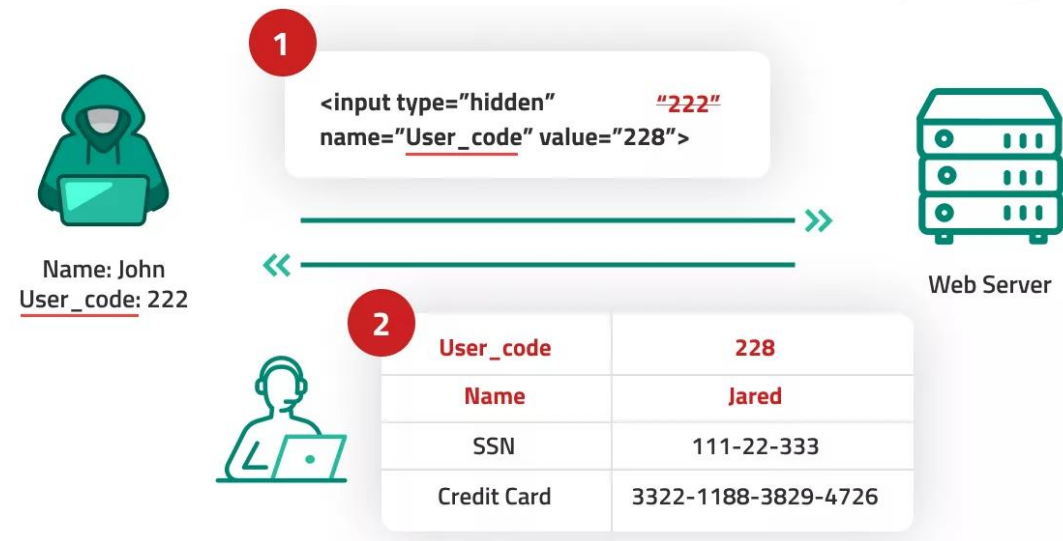 1
<input type="hidden" "222"
name="User_code" value="228">
Name: John
User_code: 222
Web Server
2
User_code 228
Name Jared
SSN 111-22-333
Credit Card 3322-1188-3829-4726